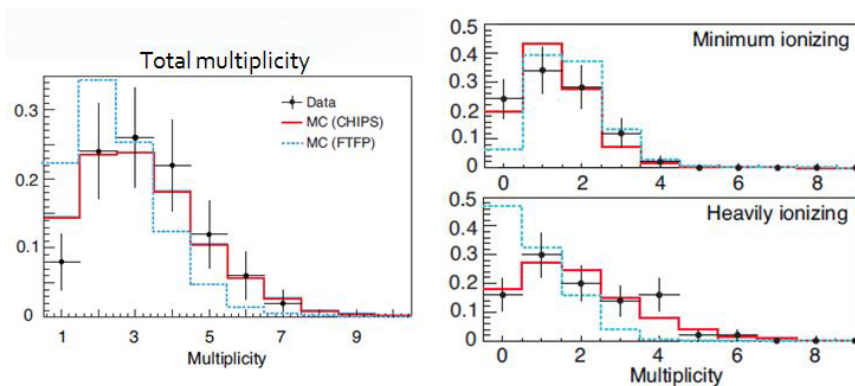 Total multiplicity
0.3
0.2
0.1
0
Data
MC (CHIPS)
MC (FTFP)
1 3 5 7 9
Multiplicity
Minimum ionizing
0.5
0.4
0.3
0.2
0.1
0
0 2 4 6 8
Heavily ionizing
0.5
0.4
0.3
0.2
0.1
0
0 2 4 6 8
Multiplicity